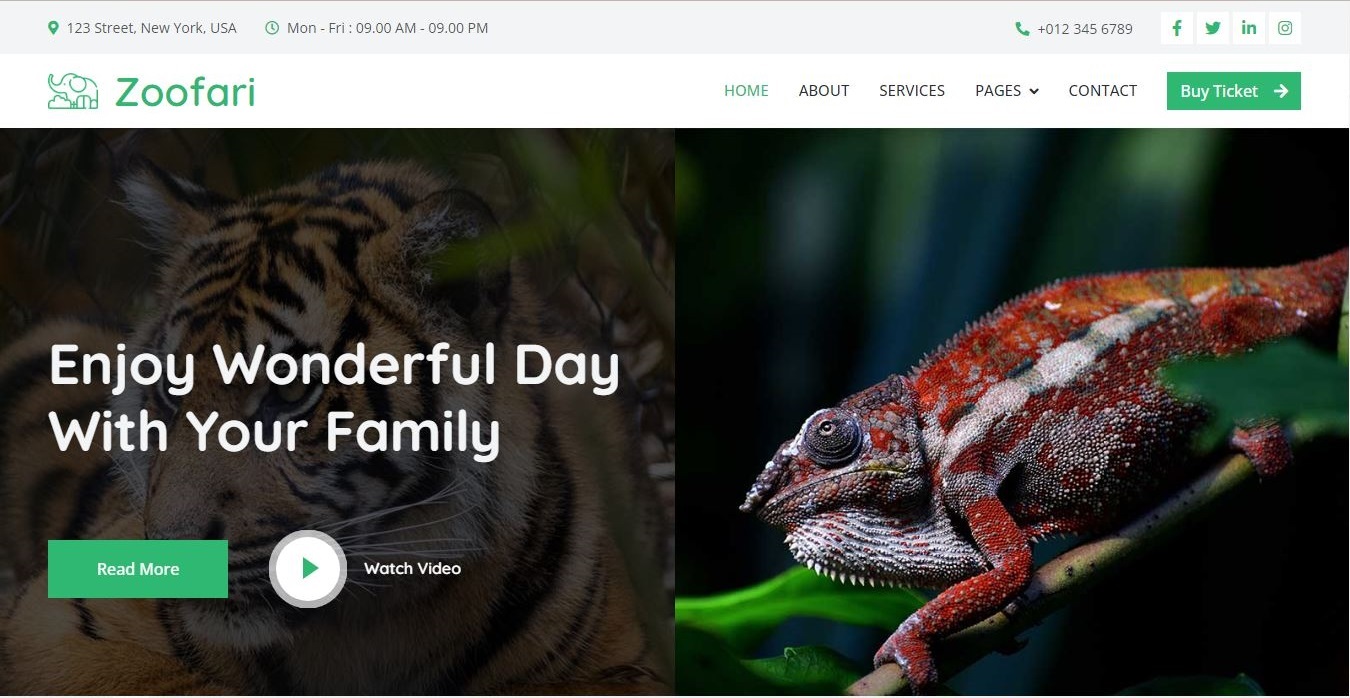 123 Street, New York, USA
Mon - Fri : 09.00 AM - 09.00 PM
+012 345 6789
Zoofari
HOME
ABOUT
SERVICES
PAGES
CONTACT
Buy Ticket
Enjoy Wonderful Day
With Your Family
Read More
Watch Video